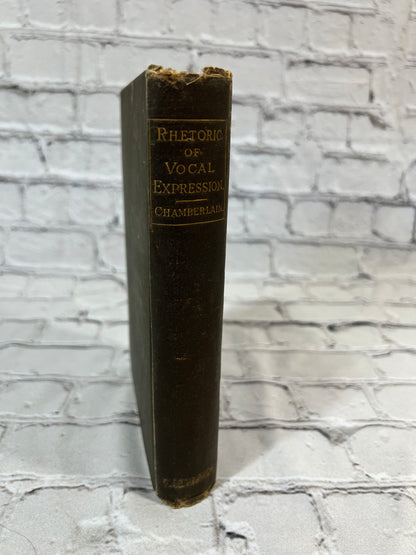 RHETORIC
OF
VOCAL
EXPRESSION.
CHAMBERLAIN.